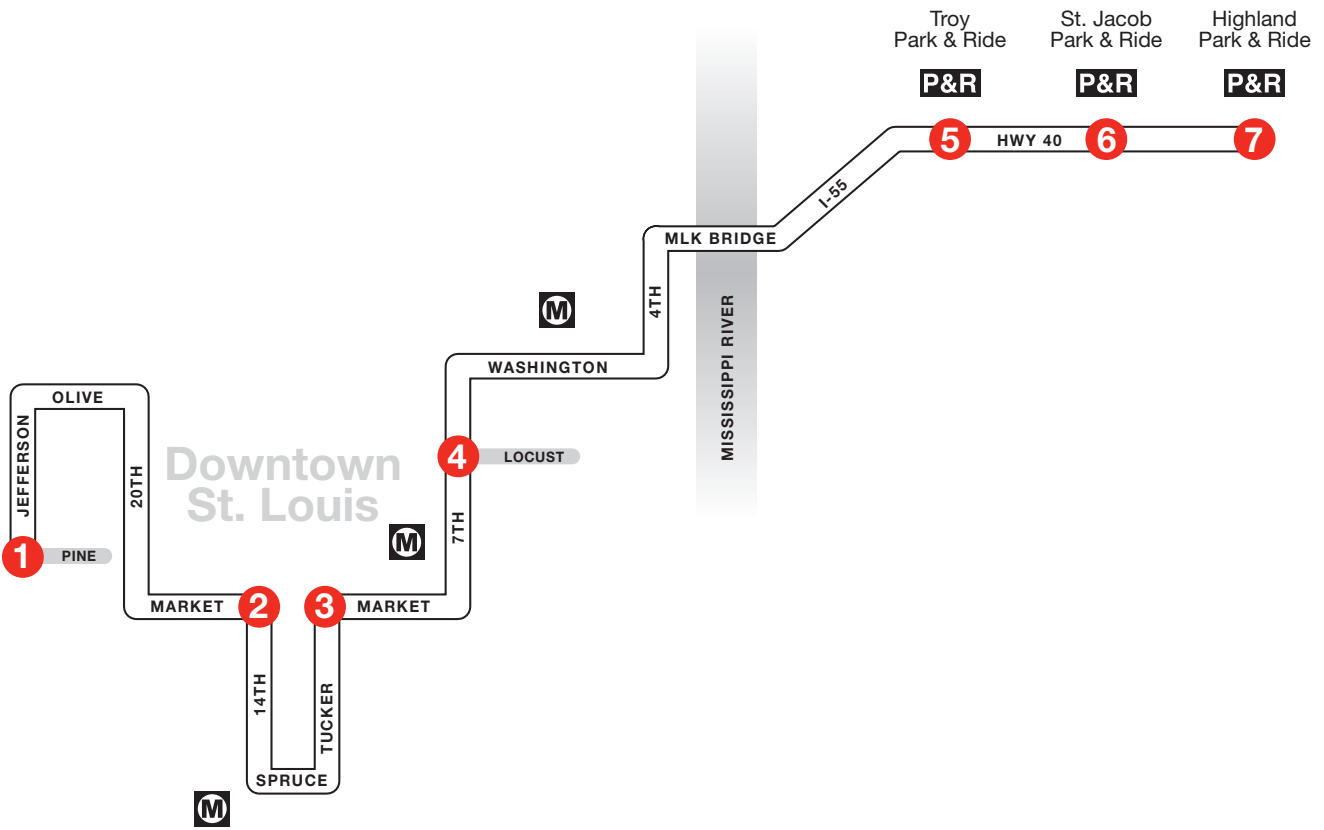 Troy
Park & Ride
St. Jacob
Park & Ride
Highland
Park & Ride
P&R
P&R
P&R
5
HWY 40
6
7
I-55
MLK BRIDGE
4TH
MISSISSIPPI RIVER
M
WASHINGTON
OLIVE
JEFFERSON
20TH
Downtown
St. Louis
4
LOCUST
7TH
M
1
PINE
MARKET
2
3
MARKET
14TH
TUCKER
SPRUCE
M